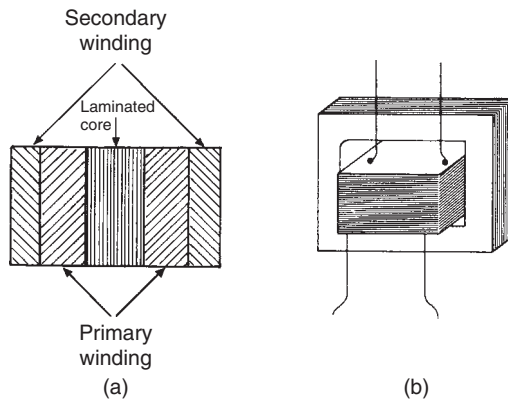 Secondary
winding
Laminated
core
Primary
winding
(a)
(b)